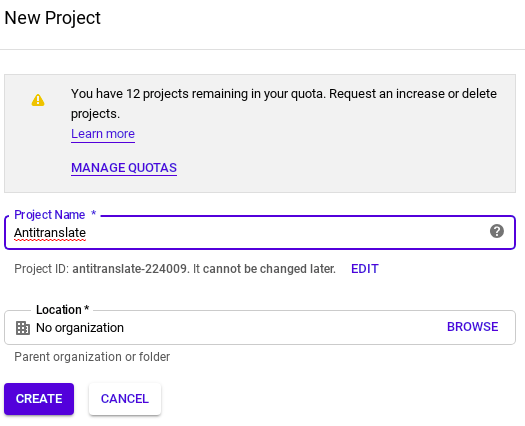 New Project
You have 12 projects remaining in your quota. Request an increase or delete
projects.
Learn more
MANAGE QUOTAS
Project Name *
Antitranslate
Project ID: antitranslate-224009. It cannot be changed later. EDIT
Location *
No organization BROWSE
Parent organization or folder
CREATE CANCEL